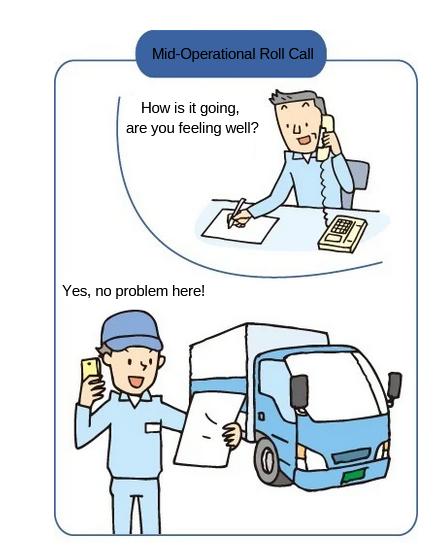 Mid-Operational Roll Call
How is it going,
are you feeling well?
Yes, no problem here!